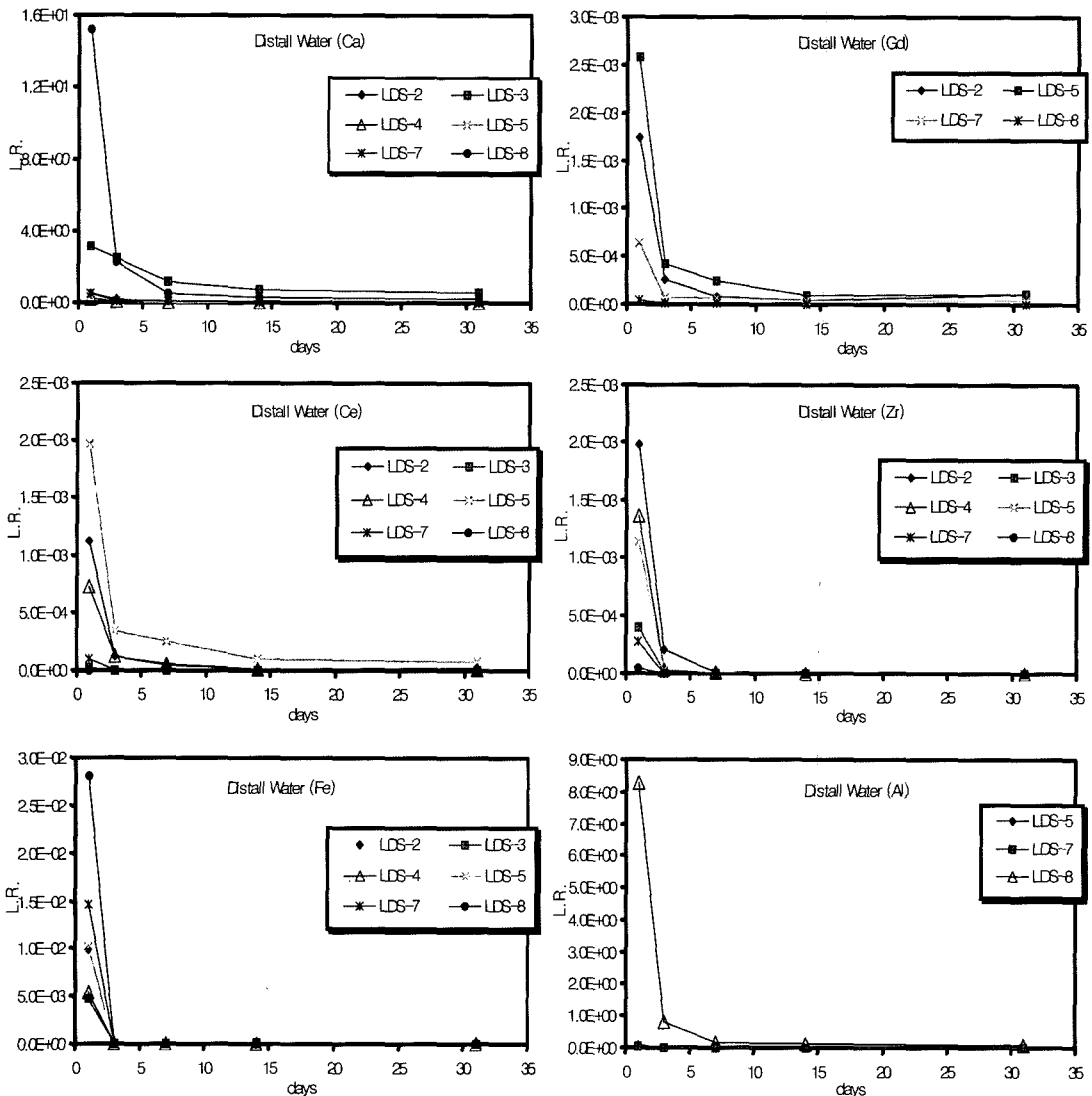 Distall Water (Ca)
1.6E+01
1.2E+01
8.0E+00
4.0E+00
0.0E+00
L.R.
LDS-2 LDS-3
LDS-4 LDS-5
LDS-7 LDS-8
0 5 10 15 20 25 30 35
days
Distall Water (Gd)
3.0E-03
2.5E-03
2.0E-03
1.5E-03
1.0E-03
5.0E-04
0.0E+00
L.R.
LDS-2 LDS-5
LDS-7 LDS-8
0 5 10 15 20 25 30 35
days
Distall Water (Ce)
2.5E-03
2.0E-03
1.5E-03
1.0E-03
5.0E-04
0.0E+00
L.R.
LDS-2 LDS-3
LDS-4 LDS-5
LDS-7 LDS-8
0 5 10 15 20 25 30 35
days
Distall Water (Zr)
2.5E-03
2.0E-03
1.5E-03
1.0E-03
5.0E-04
0.0E+00
L.R.
LDS-2 LDS-3
LDS-4 LDS-5
LDS-7 LDS-8
0 5 10 15 20 25 30 35
days
Distall Water (Fe)
3.0E-02
2.5E-02
2.0E-02
1.5E-02
1.0E-02
5.0E-03
0.0E+00
L.R.
LDS-2 LDS-3
LDS-4 LDS-5
LDS-7 LDS-8
0 5 10 15 20 25 30 35
days
Distall Water (Al)
9.0E+00
8.0E+00
7.0E+00
6.0E+00
5.0E+00
4.0E+00
3.0E+00
2.0E+00
1.0E+00
0.0E+00
L.R.
LDS-5
LDS-7
LDS-8
0 5 10 15 20 25 30 35
days